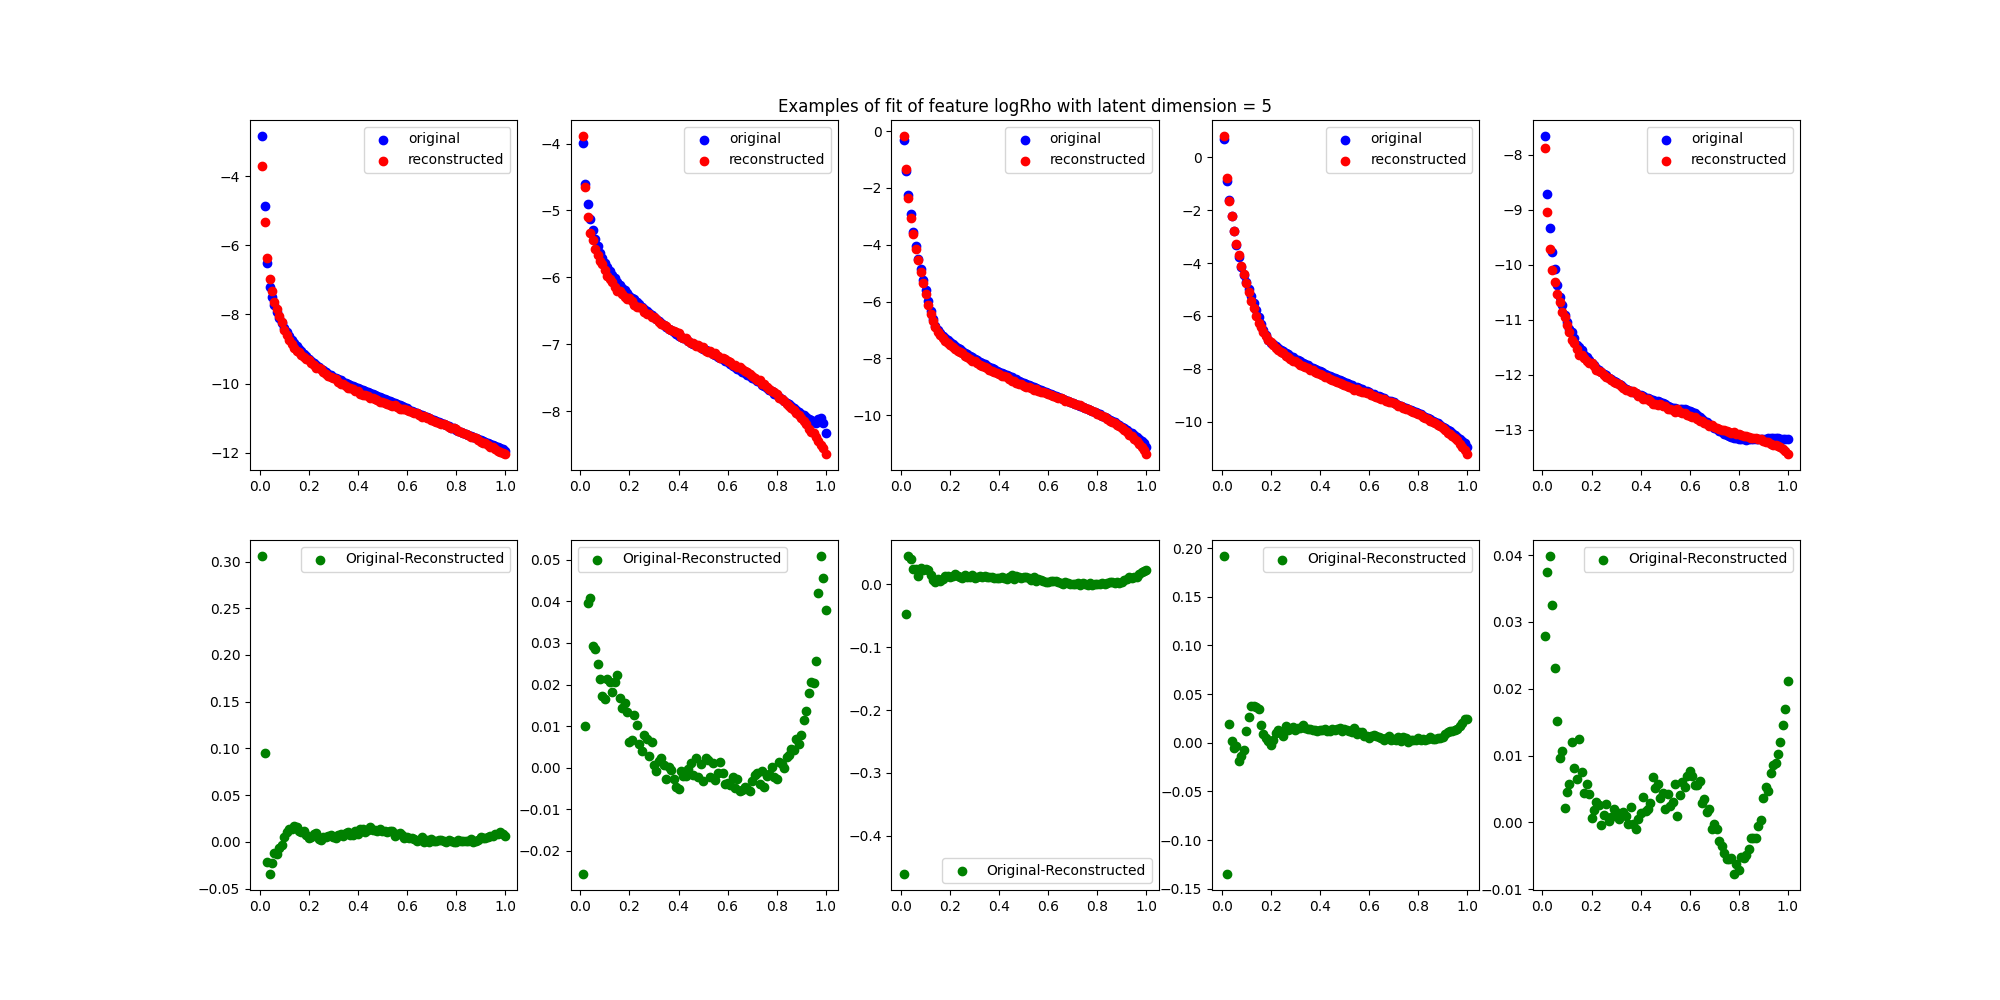 Examples of fit of feature logRho with latent dimension = 5
original
reconstructed
−4
−6
−8
−10
−12
0.0 0.2 0.4 0.6 0.8 1.0
original
reconstructed
−4
−5
−6
−7
−8
0.0 0.2 0.4 0.6 0.8 1.0
original
reconstructed
0
−2
−4
−6
−8
−10
0.0 0.2 0.4 0.6 0.8 1.0
original
reconstructed
0
−2
−4
−6
−8
−10
0.0 0.2 0.4 0.6 0.8 1.0
original
reconstructed
−8
−9
−10
−11
−12
−13
0.0 0.2 0.4 0.6 0.8 1.0
Original-Reconstructed
0.30
0.25
0.20
0.15
0.10
0.05
0.00
−0.05
0.0 0.2 0.4 0.6 0.8 1.0
Original-Reconstructed
0.05
0.04
0.03
0.02
0.01
0.00
−0.01
−0.02
0.0 0.2 0.4 0.6 0.8 1.0
0.0
−0.1
−0.2
−0.3
−0.4
Original-Reconstructed
0.0 0.2 0.4 0.6 0.8 1.0
Original-Reconstructed
0.20
0.15
0.10
0.05
0.00
−0.05
−0.10
−0.15
0.0 0.2 0.4 0.6 0.8 1.0
Original-Reconstructed
0.04
0.03
0.02
0.01
0.00
−0.01
0.0 0.2 0.4 0.6 0.8 1.0